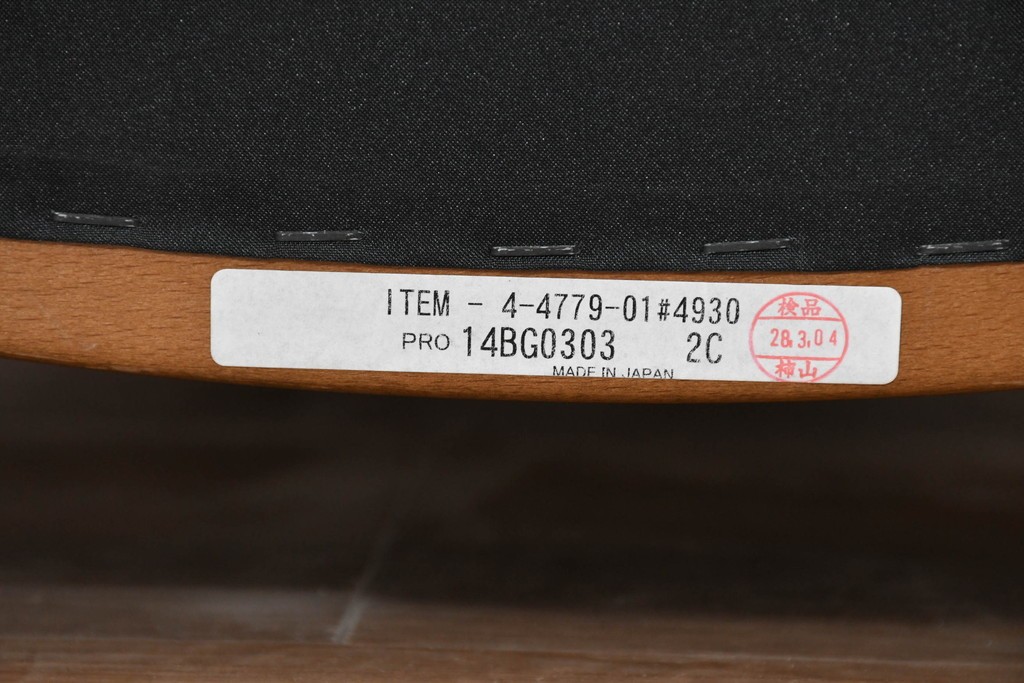 ITEM - 4-4779-01#4930
PRO 14BG0303 2C
MADE IN JAPAN
検品
28.3.04
柿山